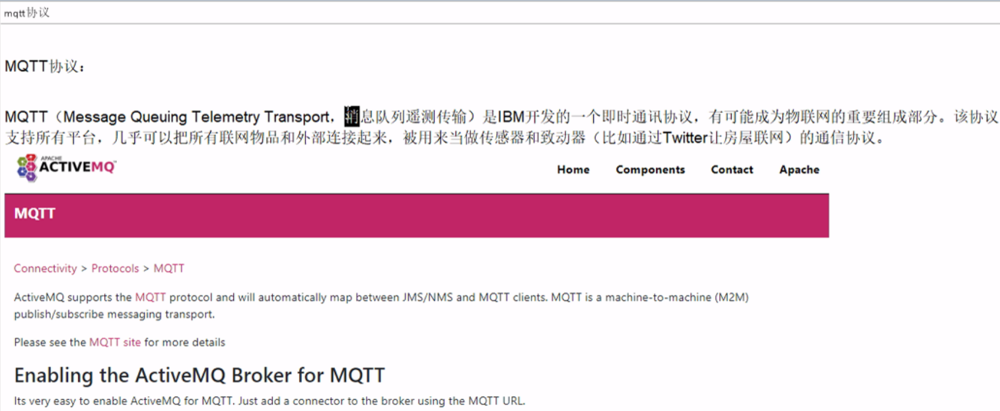 mqtt协议
MQTT协议：
MQTT（Message Queuing Telemetry Transport，消息队列遥测传输）是IBM开发的一个即时通讯协议，有可能成为物联网的重要组成部分。该协议
支持所有平台，几乎可以把所有联网物品和外部连接起来，被用来当做传感器和致动器（比如通过Twitter让房屋联网）的通信协议。
APACHE
ACTIVEMQ™
Home Components Contact Apache
MQTT
Connectivity > Protocols > MQTT
ActiveMQ supports the MQTT protocol and will automatically map between JMS/NMS and MQTT clients. MQTT is a machine-to-machine (M2M)
publish/subscribe messaging transport.
Please see the MQTT site for more details
Enabling the ActiveMQ Broker for MQTT
Its very easy to enable ActiveMQ for MQTT. Just add a connector to the broker using the MQTT URL.